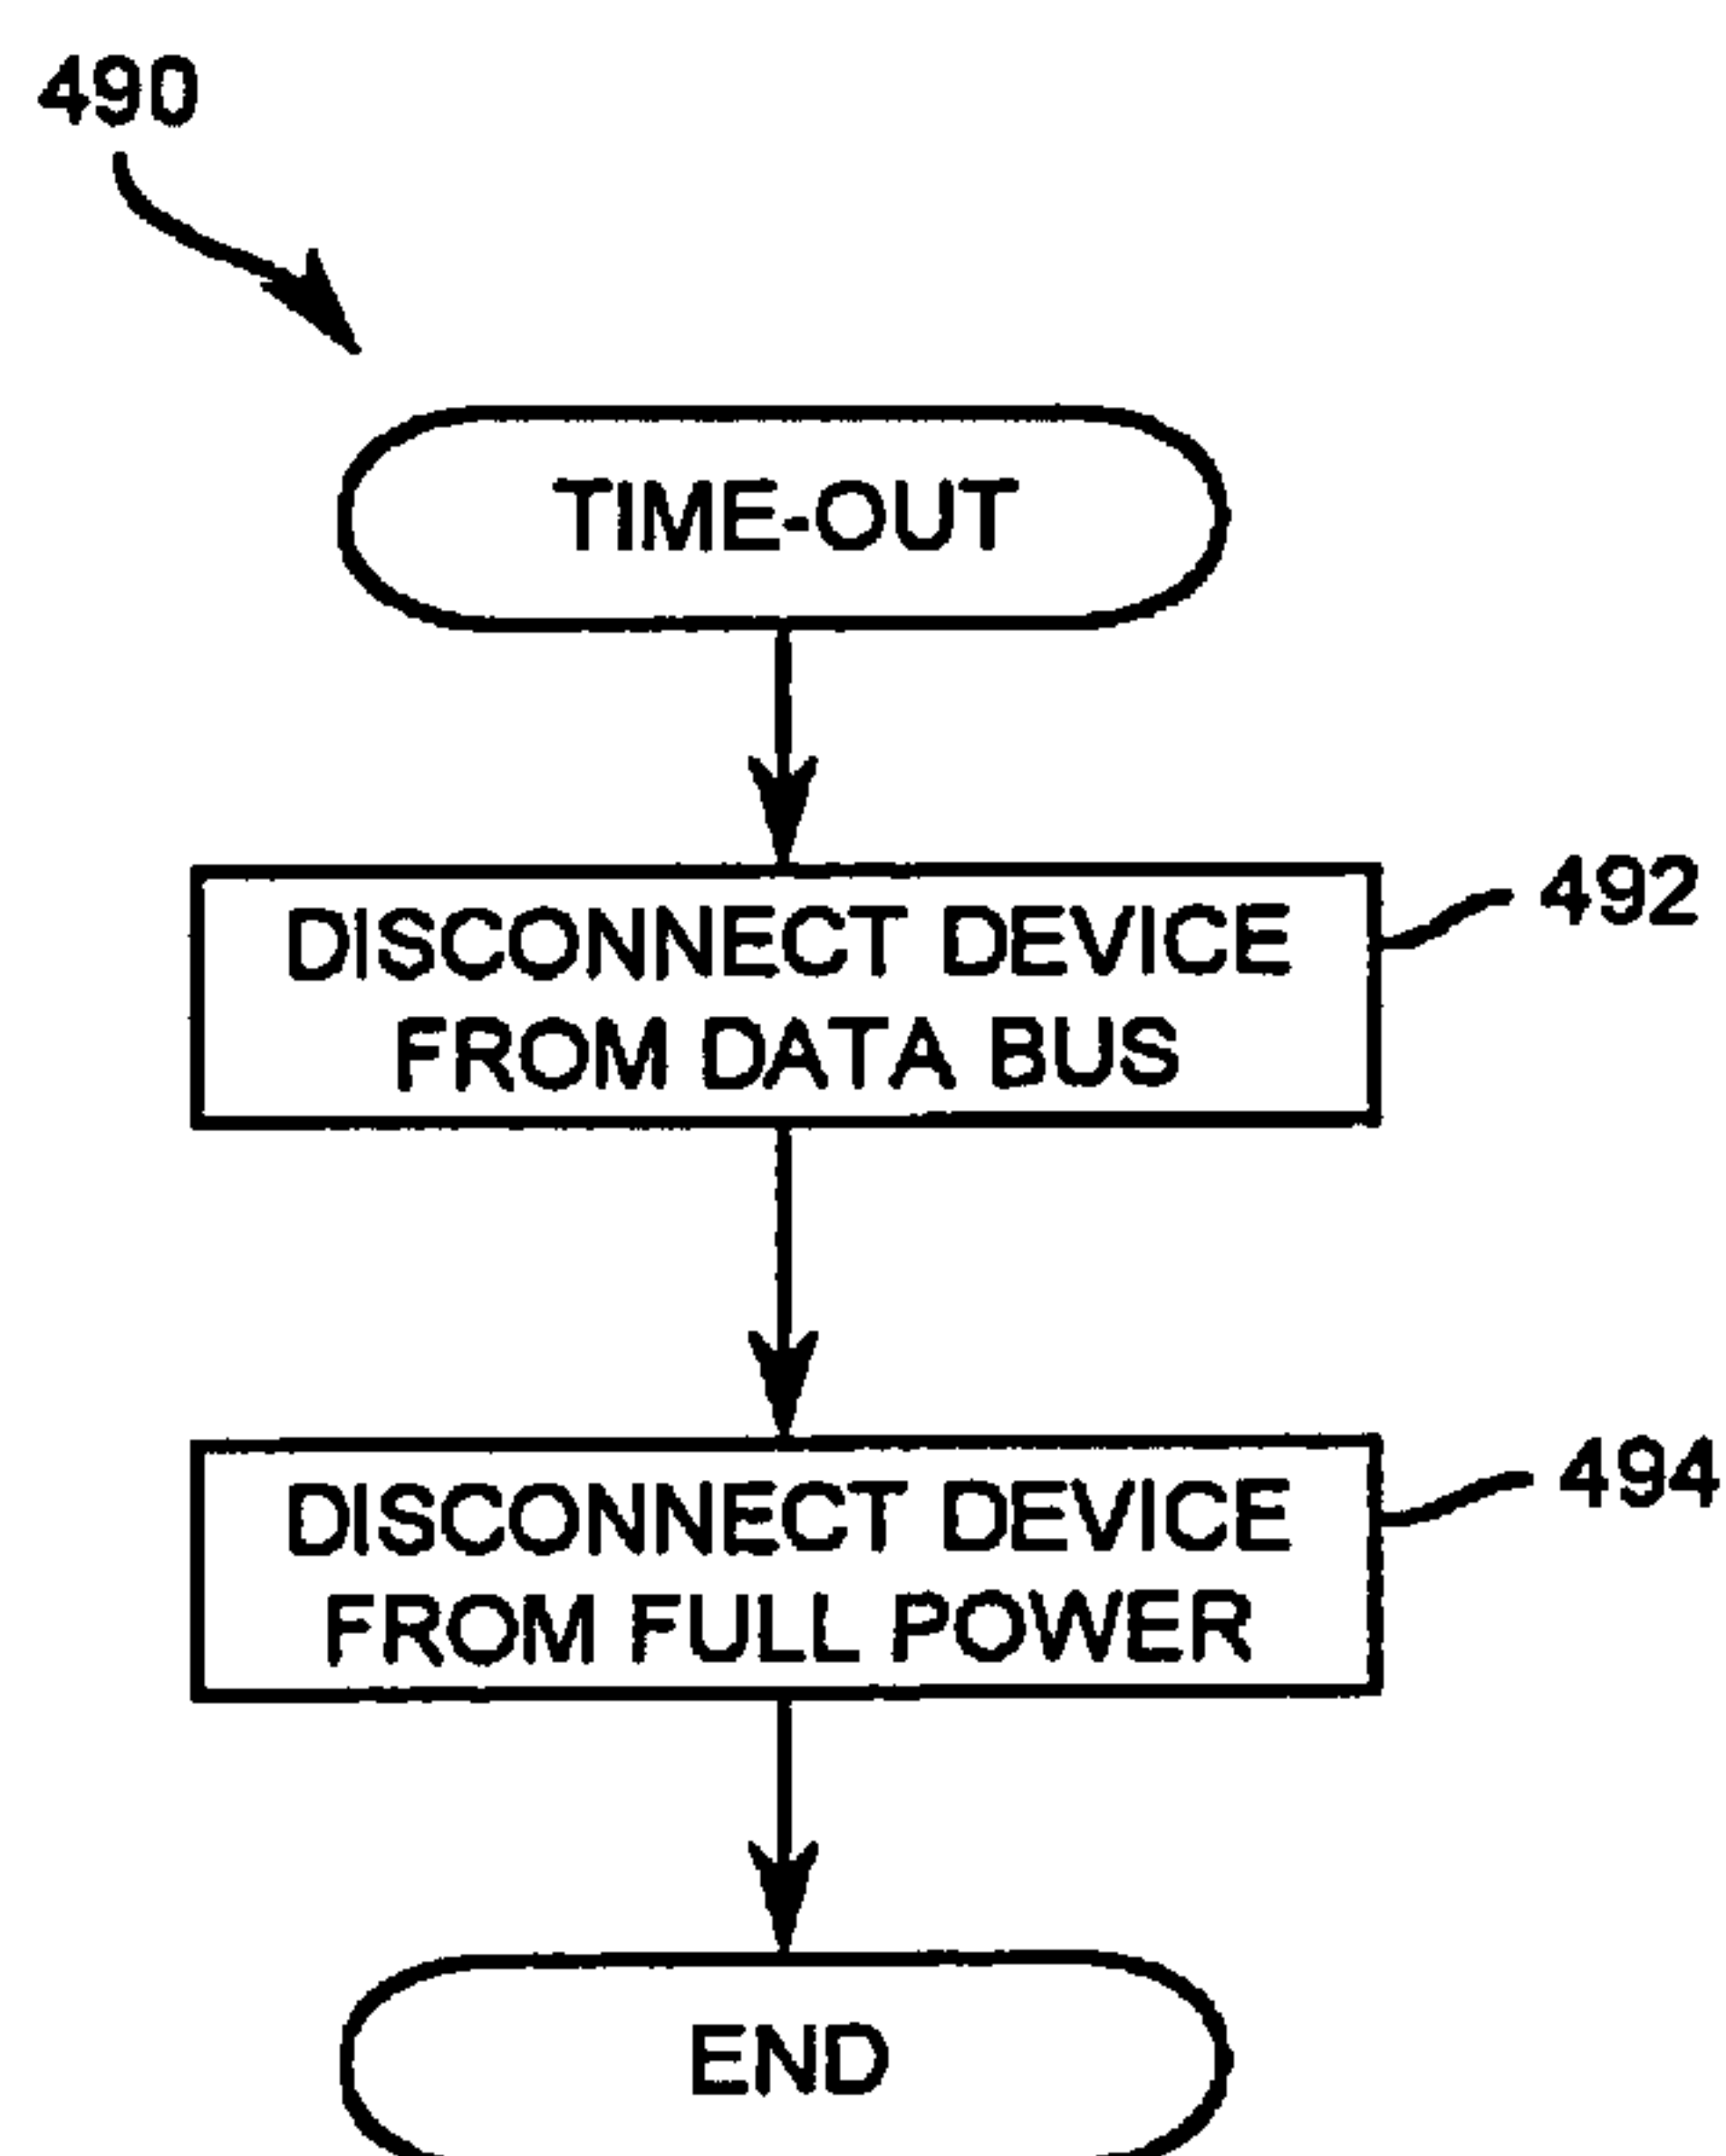 490
TIME-OUT
DISCONNECT DEVICE
FROM DATA BUS
492
DISCONNECT DEVICE
FROM FULL POWER
494
END